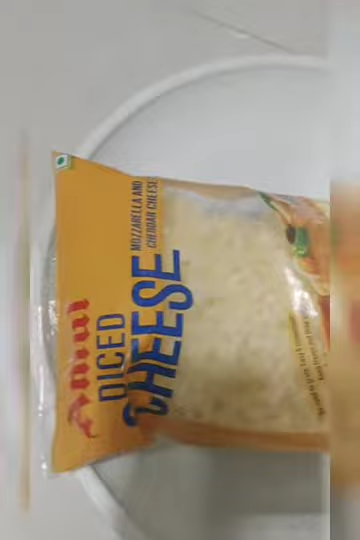 Amul
DICED
CHEESE
MOZZARELLA AND
CHEDDAR CHEESE